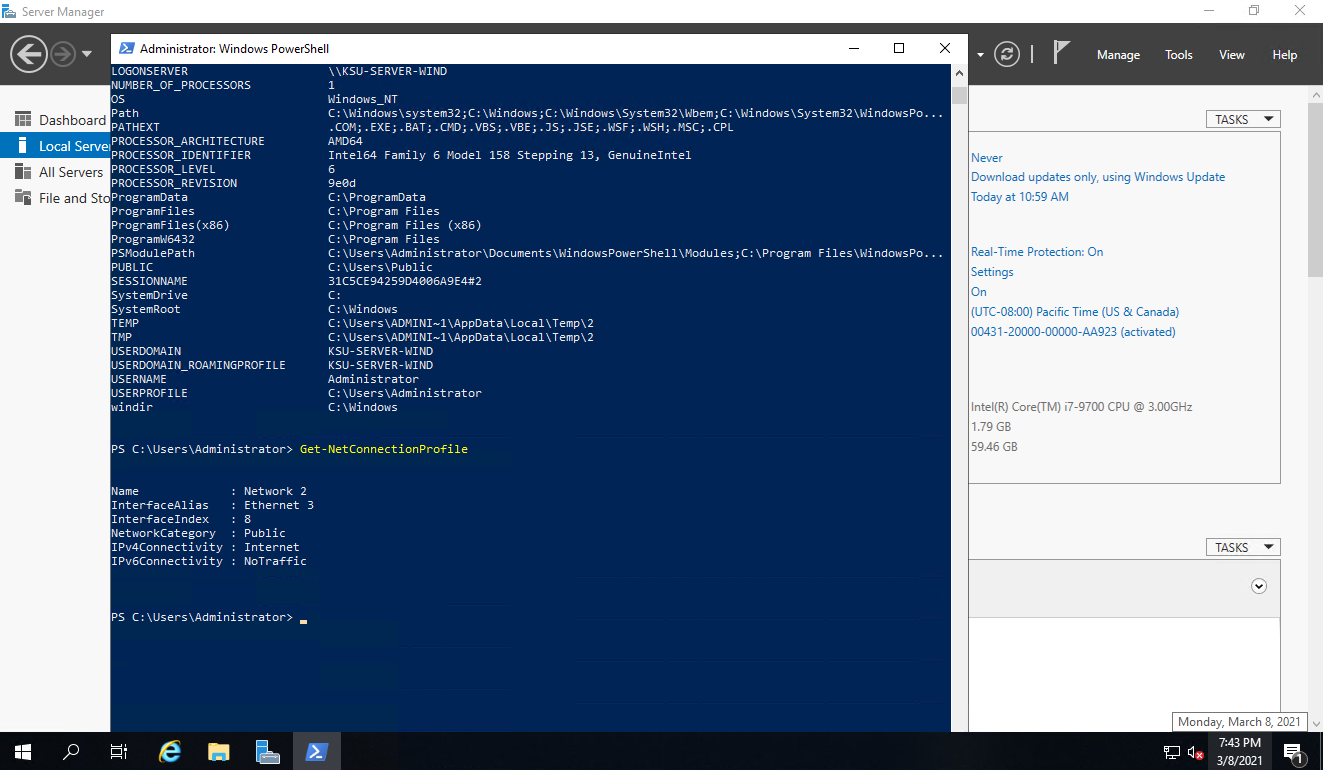 Server Manager
Administrator: Windows PowerShell
Manage Tools View Help
Dashboard
Local Serve
All Servers
File and Sto
LOGONSERVER \\KSU-SERVER-WIND
NUMBER_OF_PROCESSORS 1
OS Windows_NT
Path C:\Windows\system32;C:\Windows;C:\Windows\System32\Wbem;C:\Windows\System32\WindowsPo...
PATHEXT .COM;.EXE;.BAT;.CMD;.VBS;.VBE;.JS;.JSE;.WSF;.WSH;.MSC;.CPL
PROCESSOR_ARCHITECTURE AMD64
PROCESSOR_IDENTIFIER Intel64 Family 6 Model 158 Stepping 13, GenuineIntel
PROCESSOR_LEVEL 6
PROCESSOR_REVISION 9e0d
ProgramData C:\ProgramData
ProgramFiles C:\Program Files
ProgramFiles(x86) C:\Program Files (x86)
ProgramW6432 C:\Program Files
PSModulePath C:\Users\Administrator\Documents\WindowsPowerShell\Modules;C:\Program Files\WindowsPo...
PUBLIC C:\Users\Public
SESSIONNAME 31C5CE94259D4006A9E4#2
SystemDrive C:
SystemRoot C:\Windows
TEMP C:\Users\ADMINI~1\AppData\Local\Temp\2
TMP C:\Users\ADMINI~1\AppData\Local\Temp\2
USERDOMAIN KSU-SERVER-WIND
USERDOMAIN_ROAMINGPROFILE KSU-SERVER-WIND
USERNAME Administrator
USERPROFILE C:\Users\Administrator
windir C:\Windows
PS C:\Users\Administrator> Get-NetConnectionProfile
Name : Network 2
InterfaceAlias : Ethernet 3
InterfaceIndex : 8
NetworkCategory : Public
IPv4Connectivity : Internet
IPv6Connectivity : NoTraffic
PS C:\Users\Administrator>
TASKS
Never
Download updates only, using Windows Update
Today at 10:59 AM
Real-Time Protection: On
Settings
On
(UTC-08:00) Pacific Time (US & Canada)
00431-20000-00000-AA923 (activated)
Intel(R) Core(TM) i7-9700 CPU @ 3.00GHz
1.79 GB
59.46 GB
TASKS
Monday, March 8, 2021
7:43 PM
3/8/2021
1